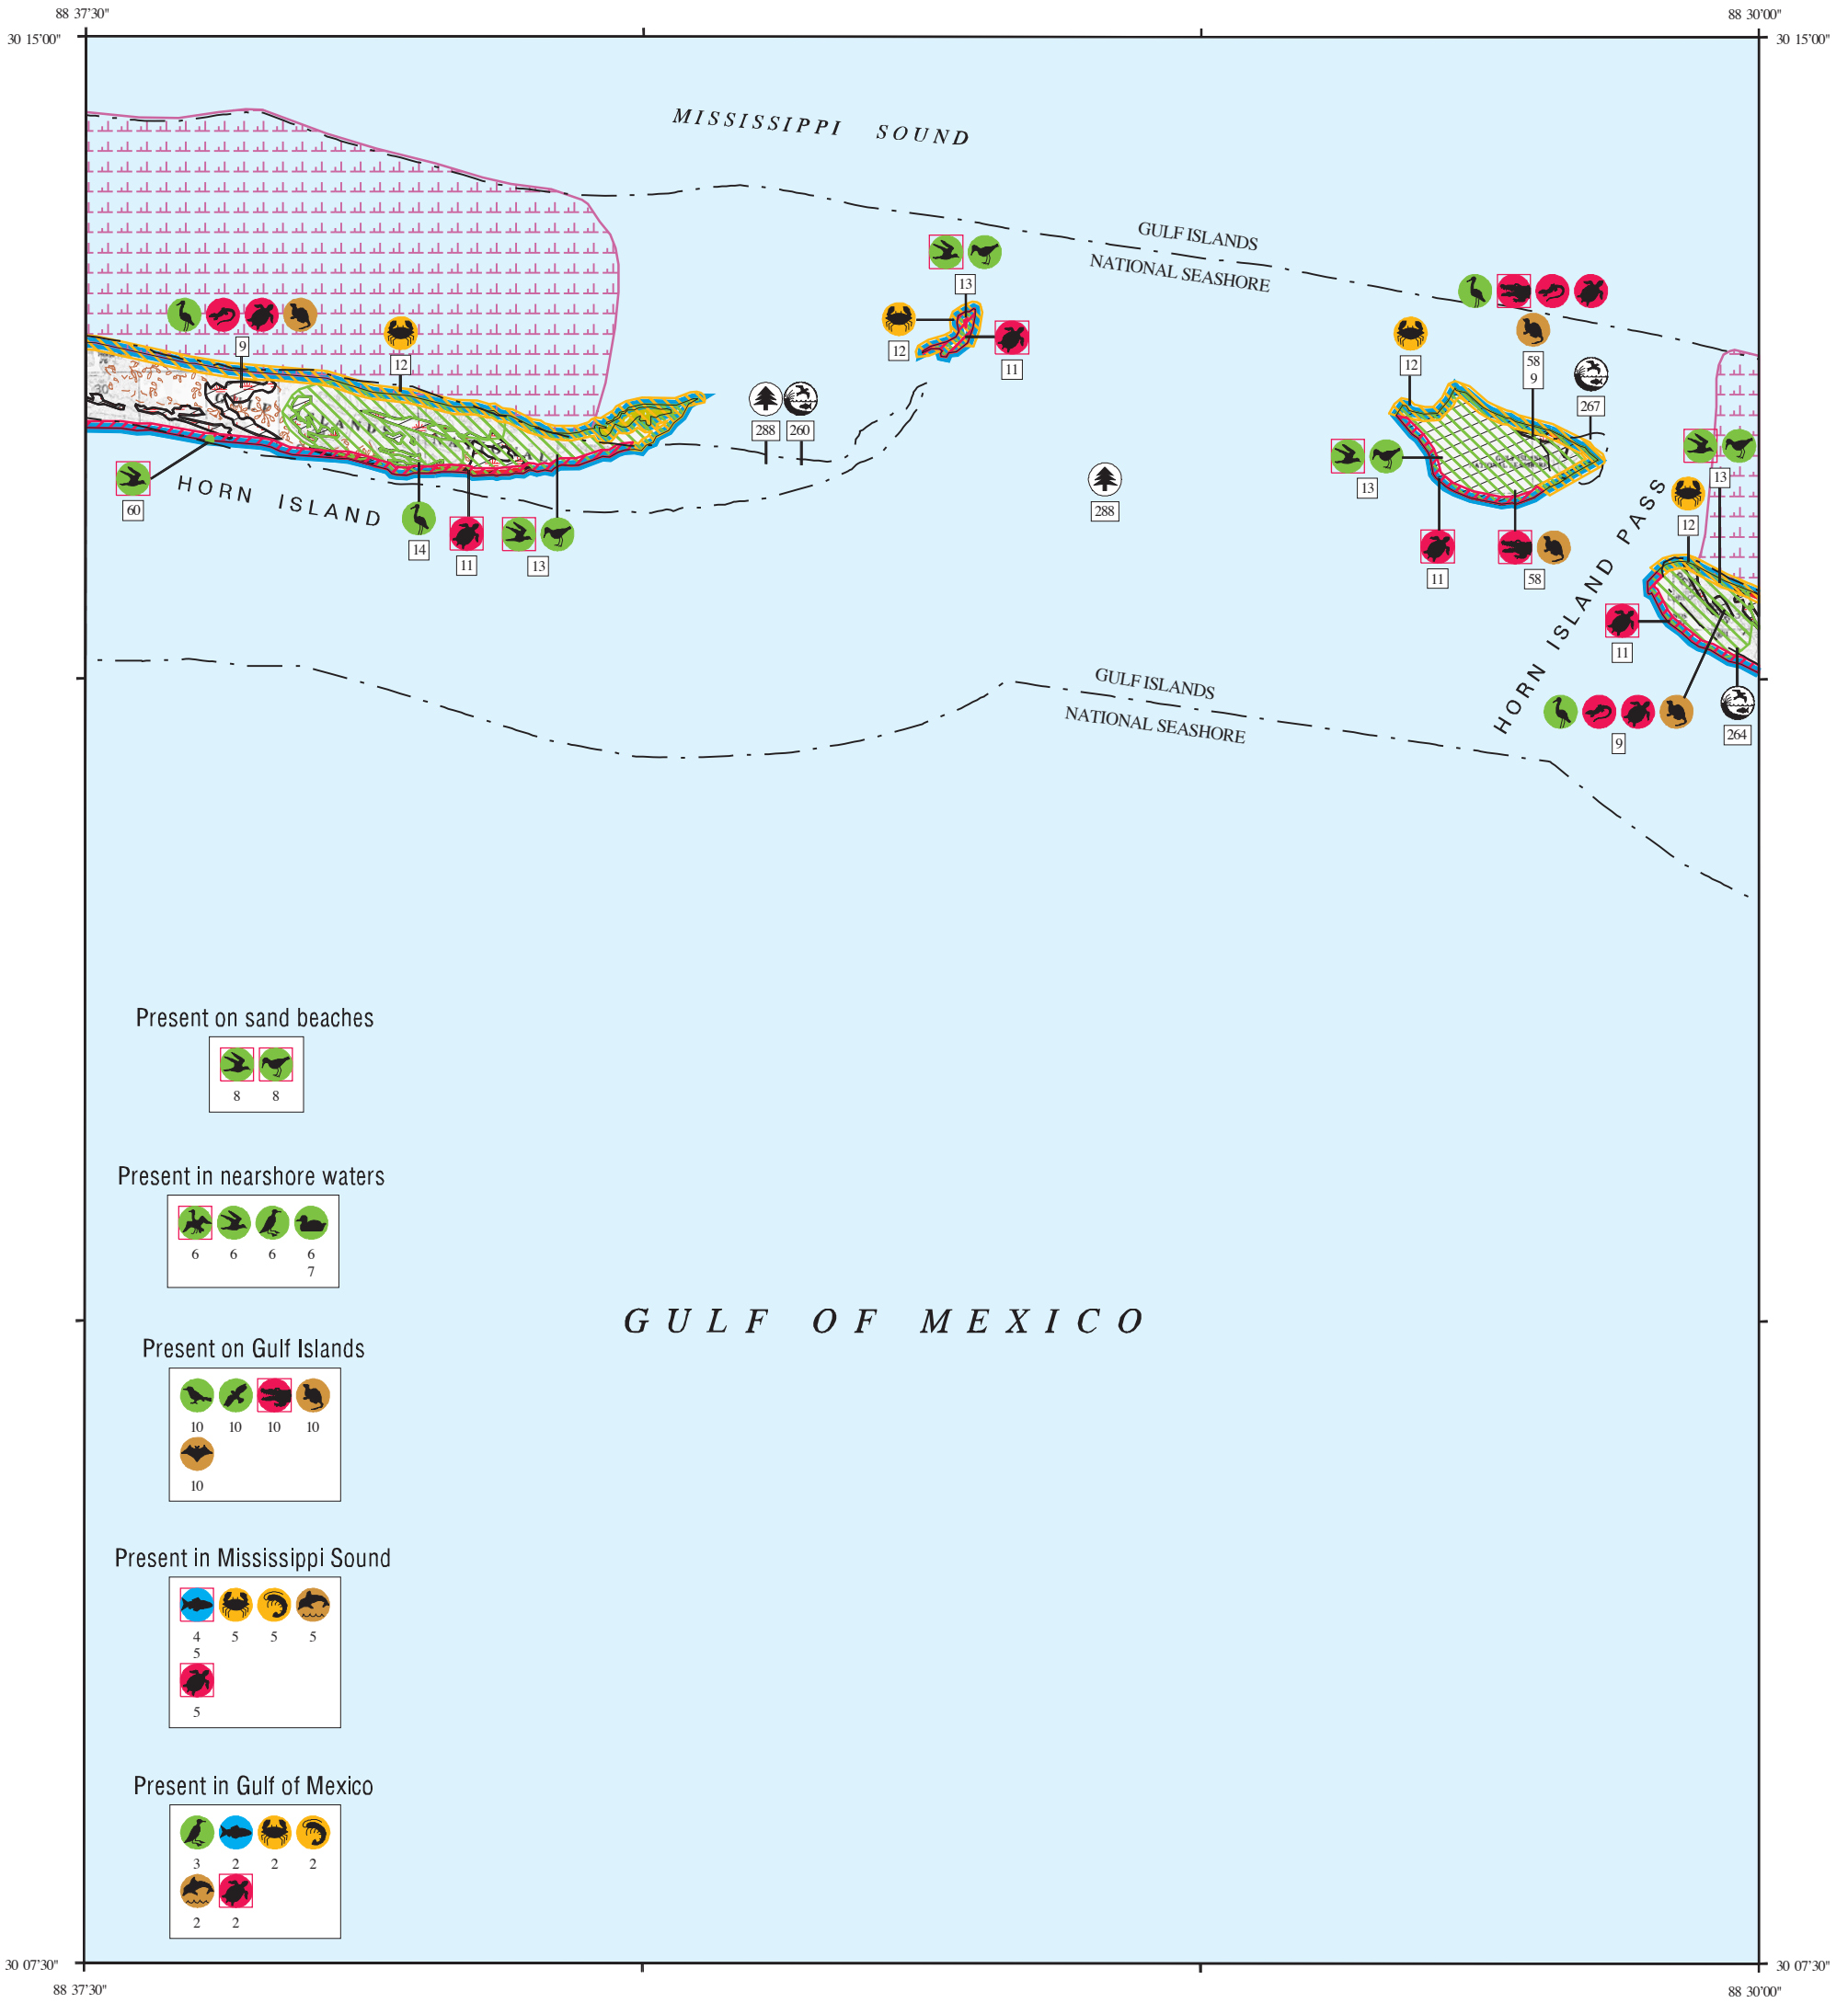 88 37'30"
88 30'00"
30 15'00"
30 15'00"
MISSISSIPPI SOUND
GULF ISLANDS
NATIONAL SEASHORE
13
12
11
9
12
12
58
9
267
288
260
288
13
13
60
HORN ISLAND
14
11
13
11
58
12
HORN ISLAND PASS
11
GULF ISLANDS
NATIONAL SEASHORE
9
264
Present on sand beaches
8 8
Present in nearshore waters
6 6 6 6
7
GULF OF MEXICO
Present on Gulf Islands
10 10 10 10
10
Present in Mississippi Sound
4 5 5 5
5
5
Present in Gulf of Mexico
3 2 2 2
2 2
30 07'30"
30 07'30"
88 37'30"
88 30'00"